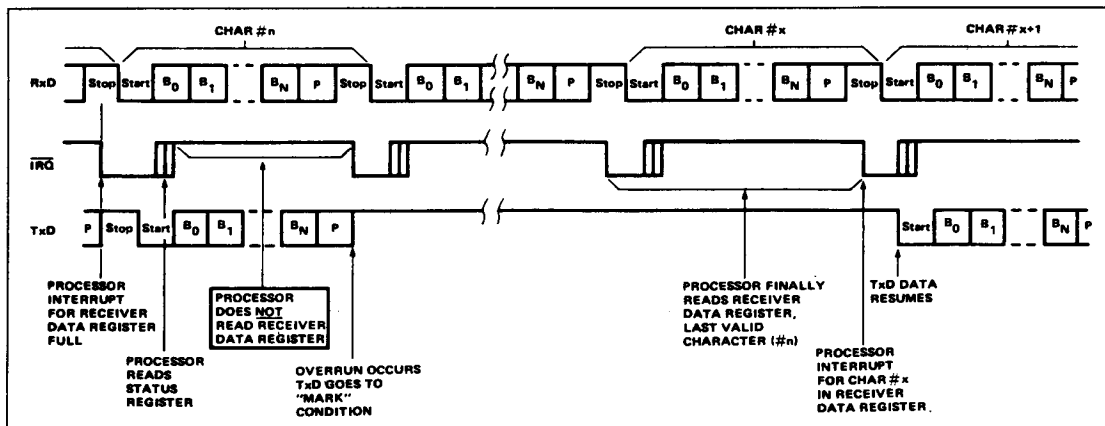 CHAR #n CHAR #x CHAR #x+1
RxD Stop Start B0 B1 BN P Stop Start B0 B1 BN P Stop Start B0 B1 BN P Stop Start B0 B1 BN P
IRQ
TxD P Stop Start B0 B1 BN P Start B0 B1 BN P
PROCESSOR
INTERRUPT
FOR RECEIVER
DATA REGISTER
FULL
PROCESSOR
READS
STATUS
REGISTER
PROCESSOR
DOES NOT
READ RECEIVER
DATA REGISTER
OVERRUN OCCURS
TxD GOES TO
"MARK"
CONDITION
PROCESSOR FINALLY
READS RECEIVER
DATA REGISTER,
LAST VALID
CHARACTER (#n)
PROCESSOR
INTERRUPT
FOR CHAR #x
IN RECEIVER
DATA REGISTER.
TxD DATA
RESUMES